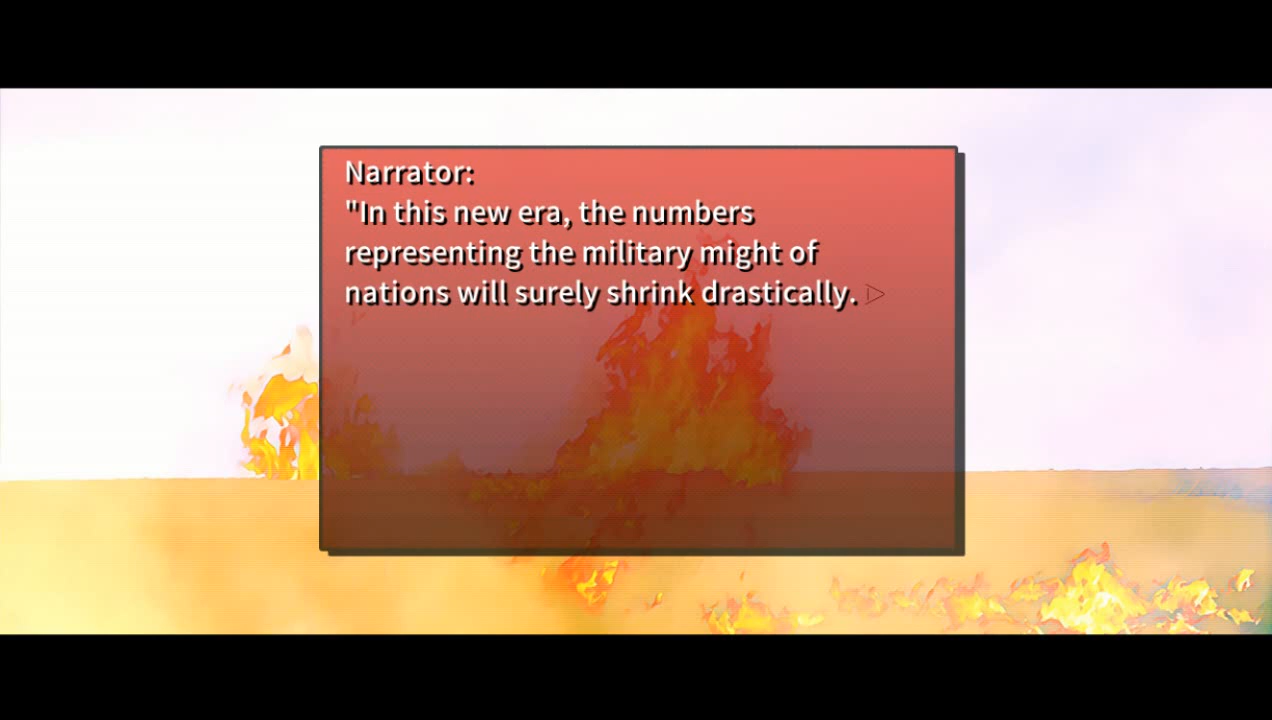 Narrator:
"In this new era, the numbers
representing the military might of
nations will surely shrink drastically.